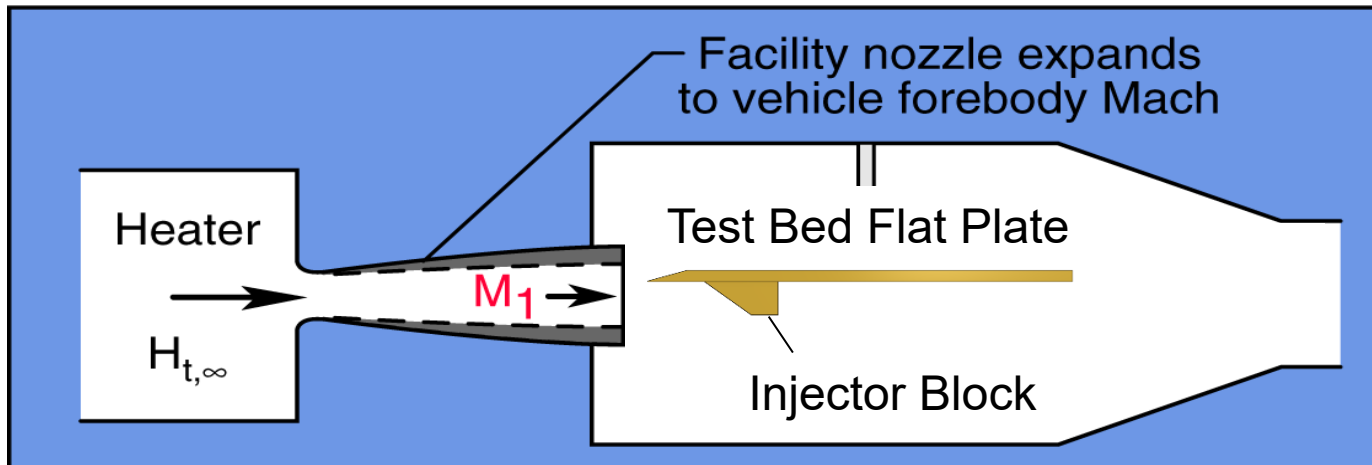 Facility nozzle expands
to vehicle forebody Mach
Heater
Test Bed Flat Plate
M1
Ht,∞
Injector Block